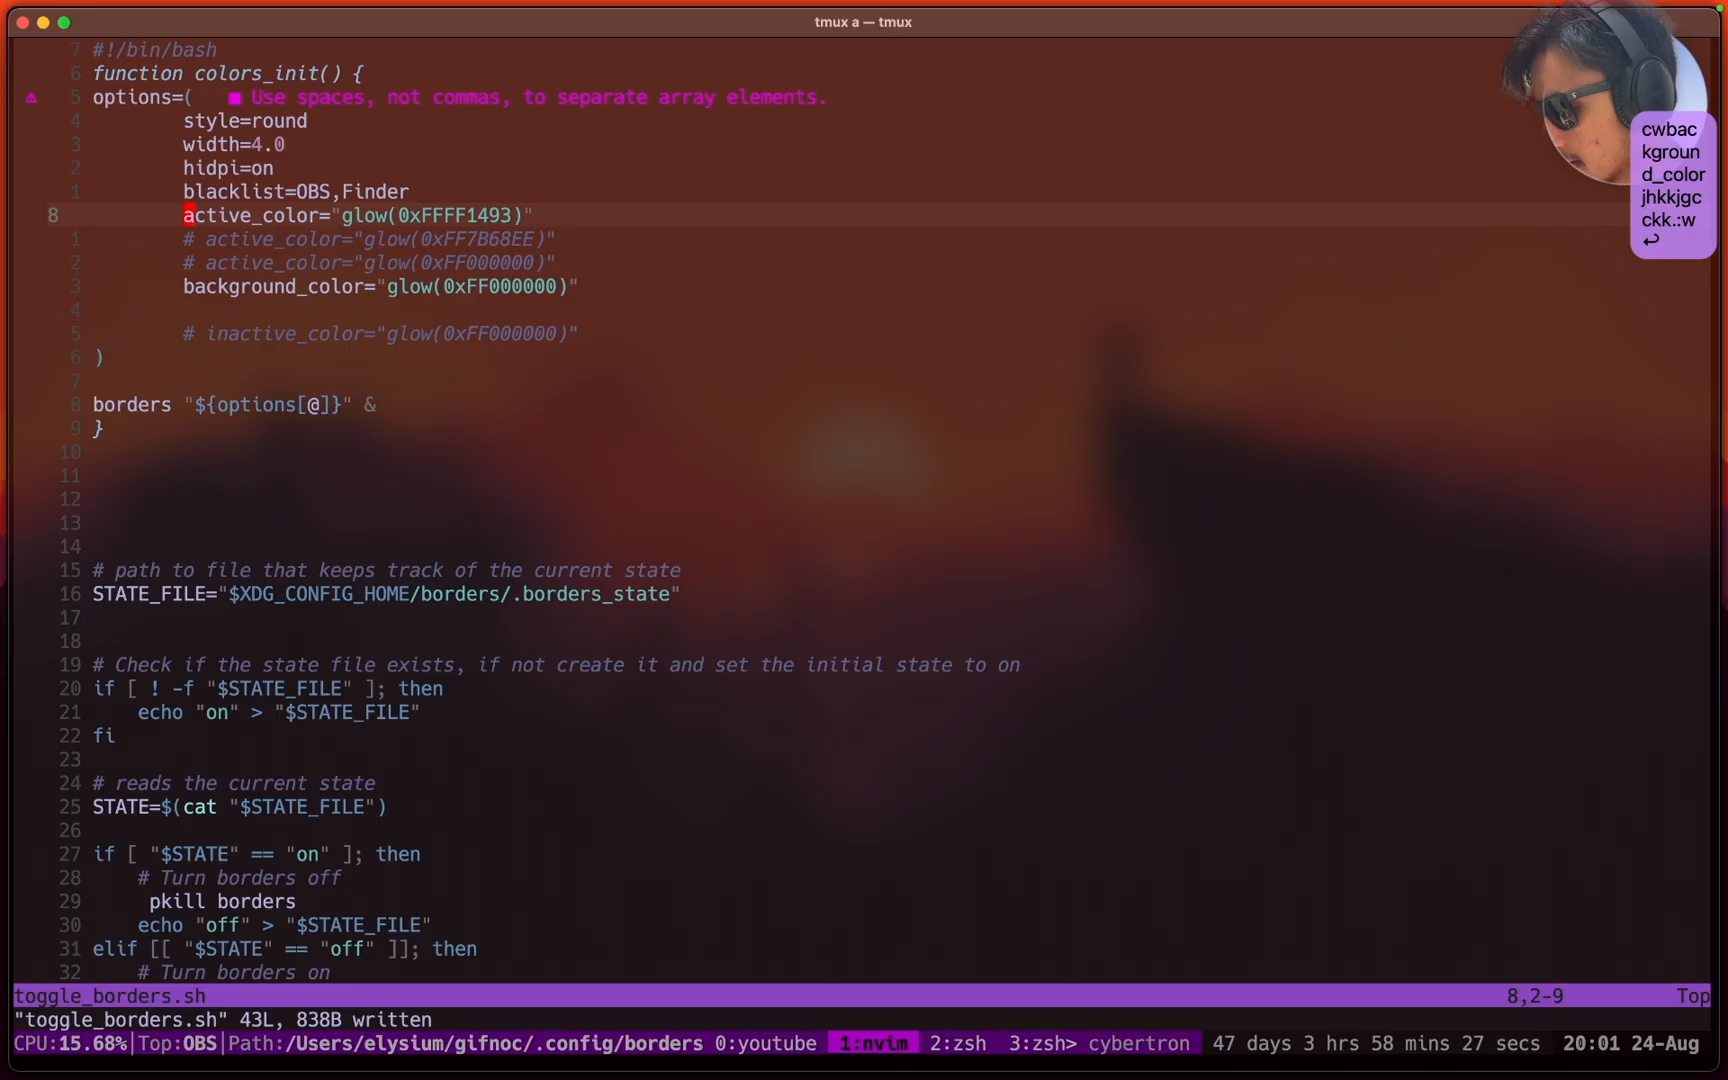 tmux a — tmux
7 #!/bin/bash
6 function colors_init() {
5 options=( ■ Use spaces, not commas, to separate array elements.
4 style=round
3 width=4.0
2 hidpi=on
1 blacklist=OBS,Finder
8 active_color="glow(0xFFFF1493)"
1 # active_color="glow(0xFF7B68EE)"
2 # active_color="glow(0xFF000000)"
3 background_color="glow(0xFF000000)"
4
5 # inactive_color="glow(0xFF000000)"
6 )
7
8 borders "${options[@]}" &
9 }
10
11
12
13
14
15 # path to file that keeps track of the current state
16 STATE_FILE="$XDG_CONFIG_HOME/borders/.borders_state"
17
18
19 # Check if the state file exists, if not create it and set the initial state to on
20 if [ ! -f "$STATE_FILE" ]; then
21 echo "on" > "$STATE_FILE"
22 fi
23
24 # reads the current state
25 STATE=$(cat "$STATE_FILE")
26
27 if [ "$STATE" == "on" ]; then
28 # Turn borders off
29 pkill borders
30 echo "off" > "$STATE_FILE"
31 elif [[ "$STATE" == "off" ]]; then
32 # Turn borders on
toggle_borders.sh 8,2-9 Top
"toggle_borders.sh" 43L, 838B written
CPU:15.68%|Top:OBS|Path:/Users/elysium/gifnoc/.config/borders 0:youtube 1:nvim 2:zsh 3:zsh> cybertron 47 days 3 hrs 58 mins 27 secs 20:01 24-Aug
cwbac
kgroun
d_color
jhkkjgc
ckk.:w
↩